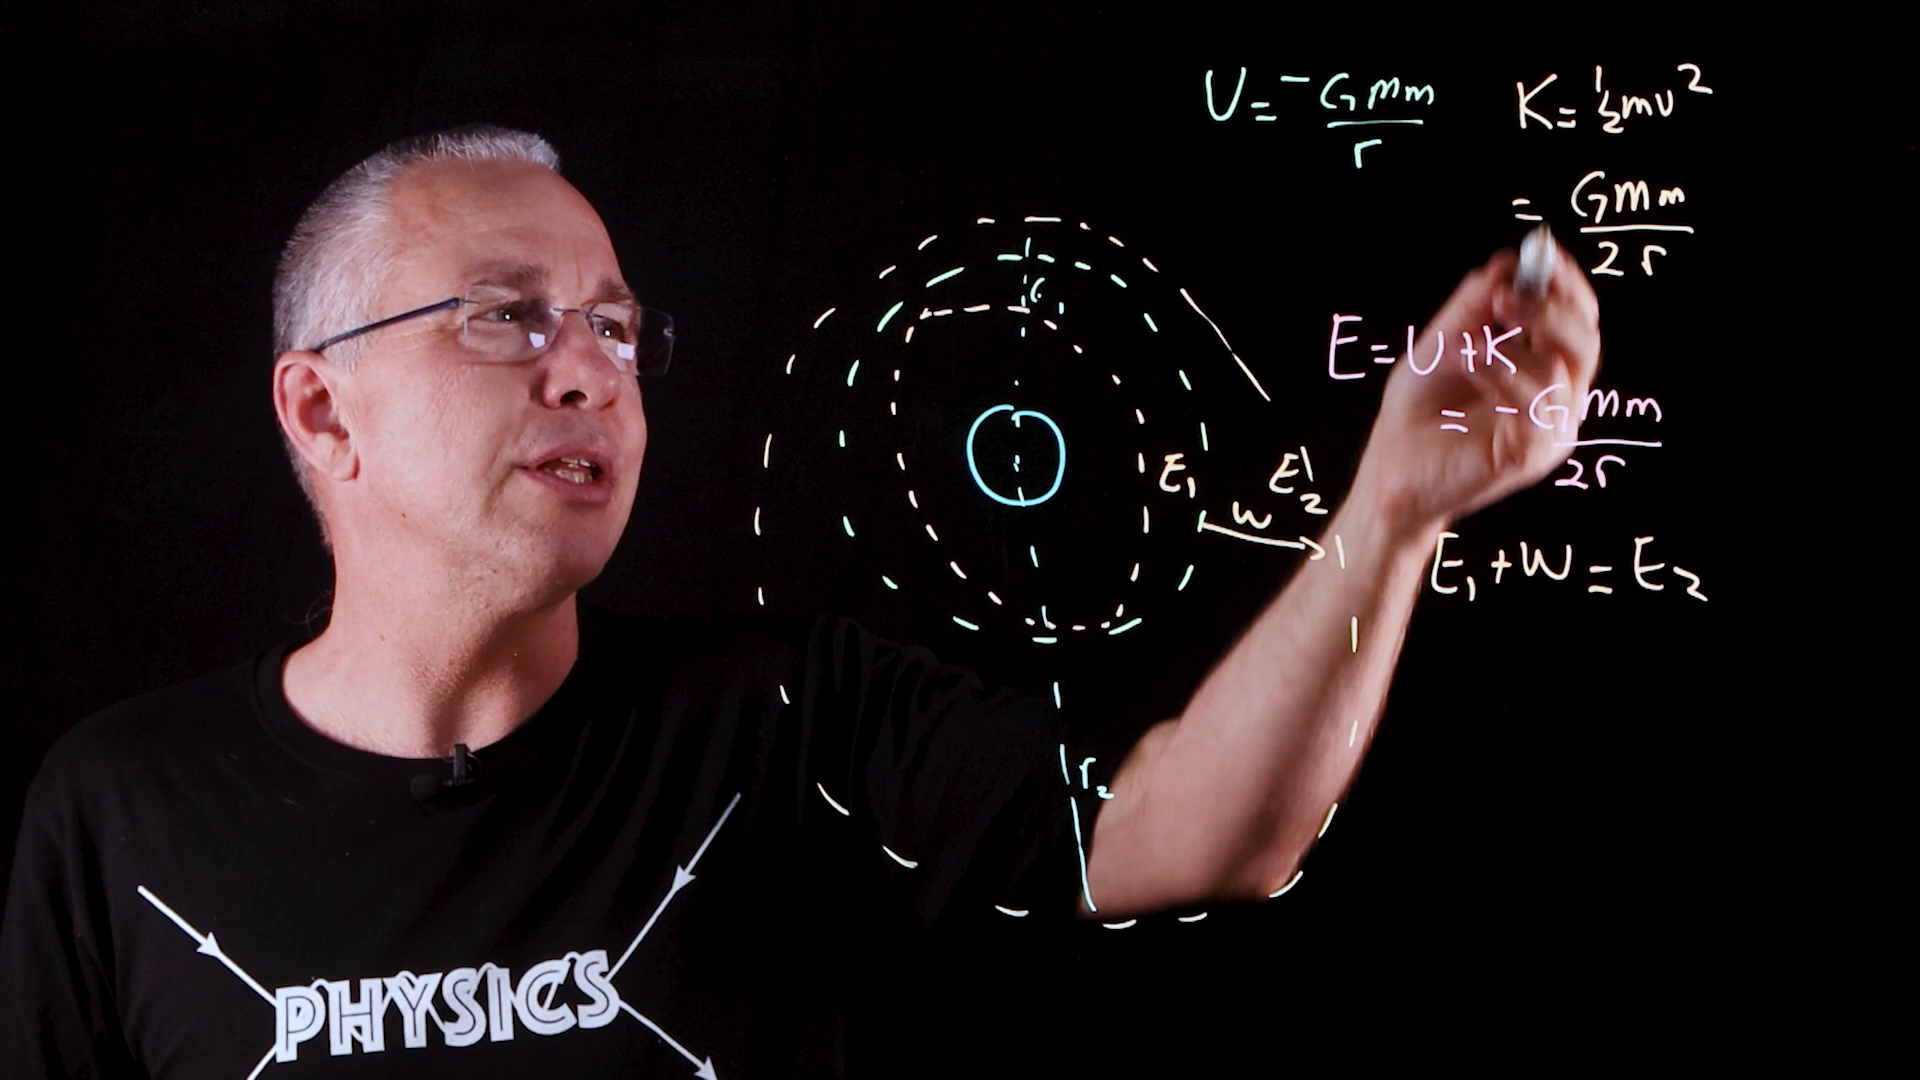 U = -GMm/r
K = ½mv²
= GMm/2r
E = U + K
= -GMm/2r
E₁
E₂'
W
E₁ + W = E₂
r₂
PHYSICS